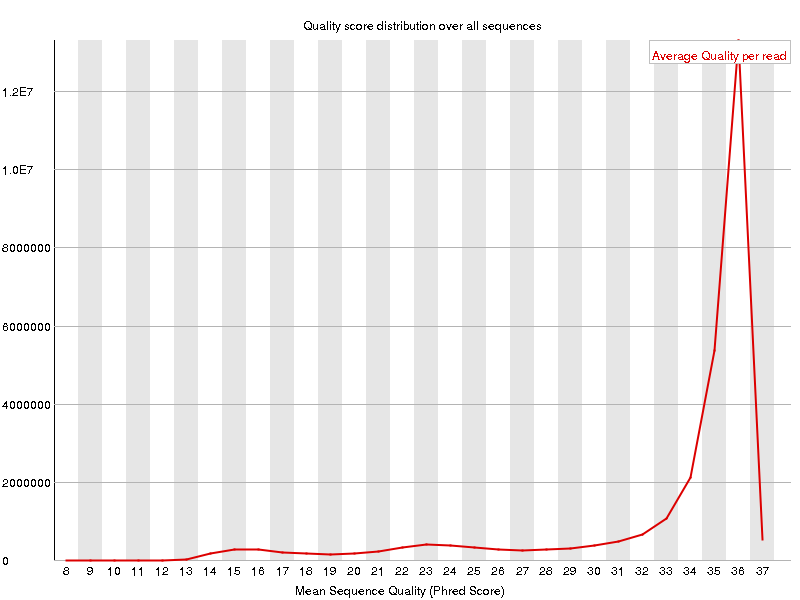 Quality score distribution over all sequences
Average Quality per read
1.2E7
1.0E7
8000000
6000000
4000000
2000000
0
8 9 10 11 12 13 14 15 16 17 18 19 20 21 22 23 24 25 26 27 28 29 30 31 32 33 34 35 36 37
Mean Sequence Quality (Phred Score)